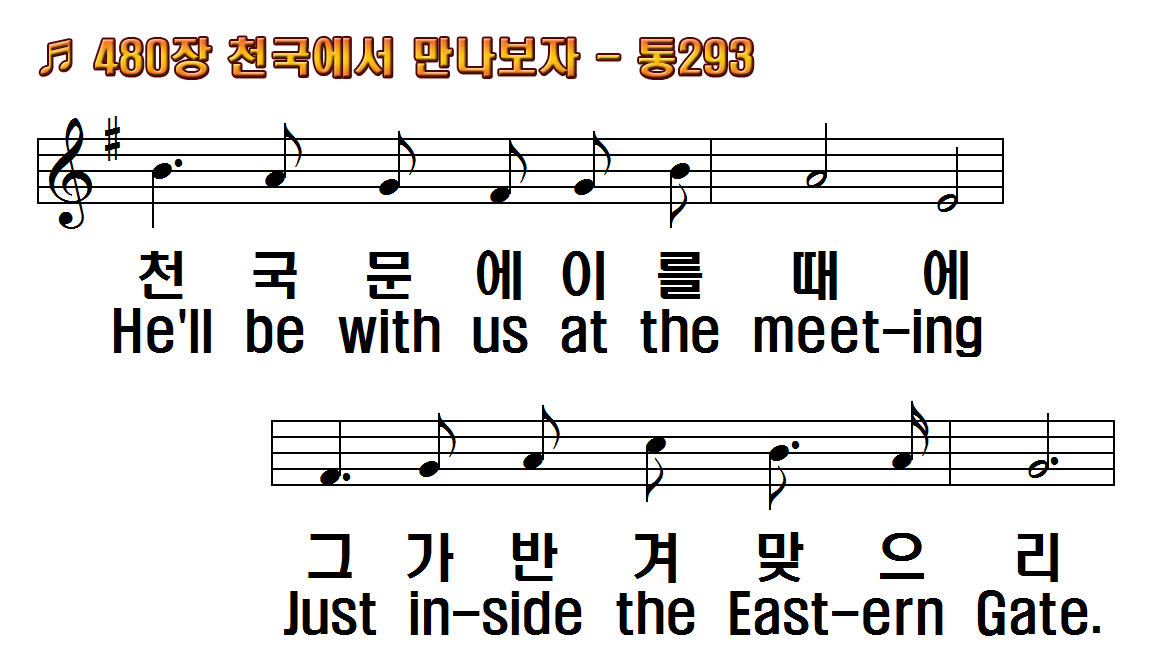 ♬ 480장 천국에서 만나보자 - 통293
천 국 문 에 이 를 때 에
He'll be with us at the meet-ing
그 가 반 겨 맞 으 리
Just in-side the East-ern Gate.